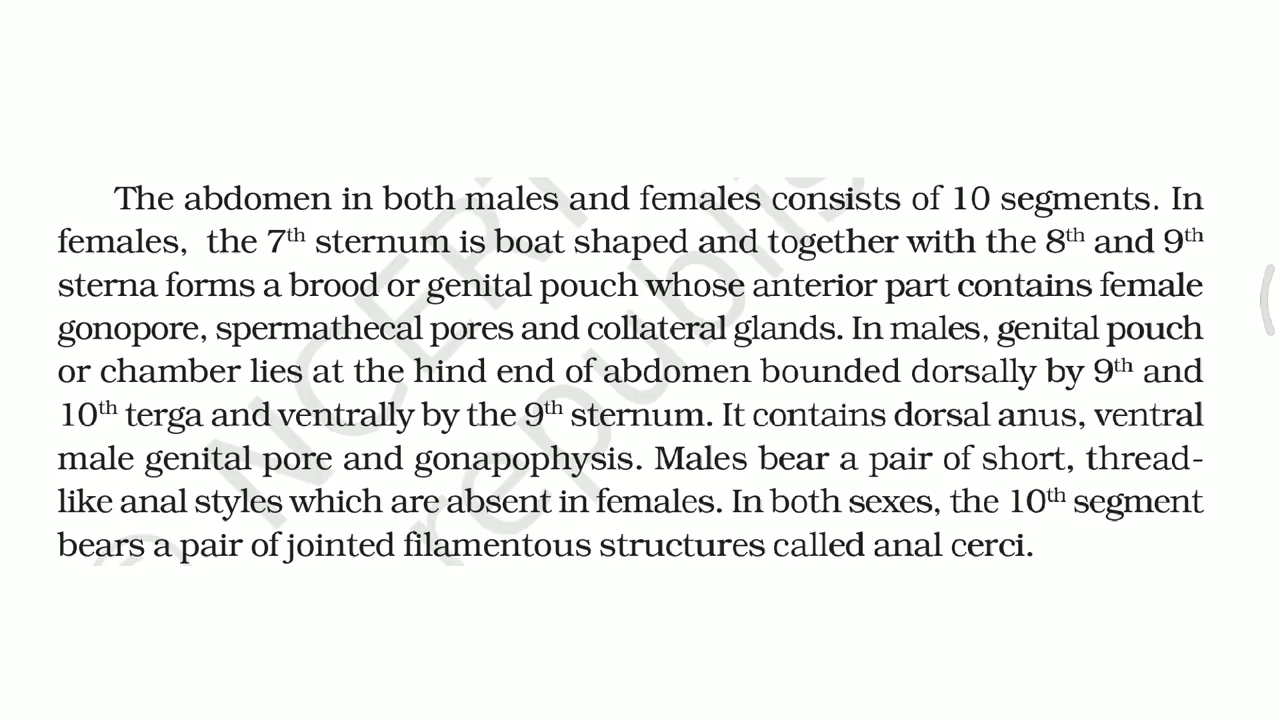 The abdomen in both males and females consists of 10 segments. In
females, the 7th sternum is boat shaped and together with the 8th and 9th
sterna forms a brood or genital pouch whose anterior part contains female
gonopore, spermathecal pores and collateral glands. In males, genital pouch
or chamber lies at the hind end of abdomen bounded dorsally by 9th and
10th terga and ventrally by the 9th sternum. It contains dorsal anus, ventral
male genital pore and gonapophysis. Males bear a pair of short, thread-
like anal styles which are absent in females. In both sexes, the 10th segment
bears a pair of jointed filamentous structures called anal cerci.
© NCERT
republis